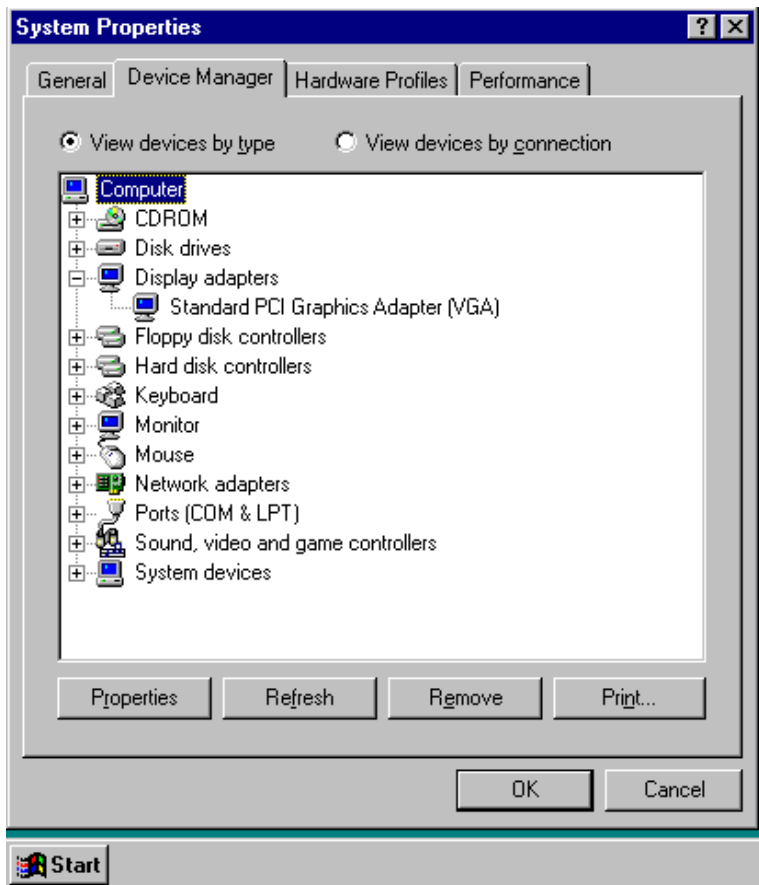 System Properties
General Device Manager Hardware Profiles Performance
View devices by type View devices by connection
Computer
CDROM
Disk drives
Display adapters
Standard PCI Graphics Adapter (VGA)
Floppy disk controllers
Hard disk controllers
Keyboard
Monitor
Mouse
Network adapters
Ports (COM & LPT)
Sound, video and game controllers
System devices
Properties Refresh Remove Print...
OK Cancel
Start